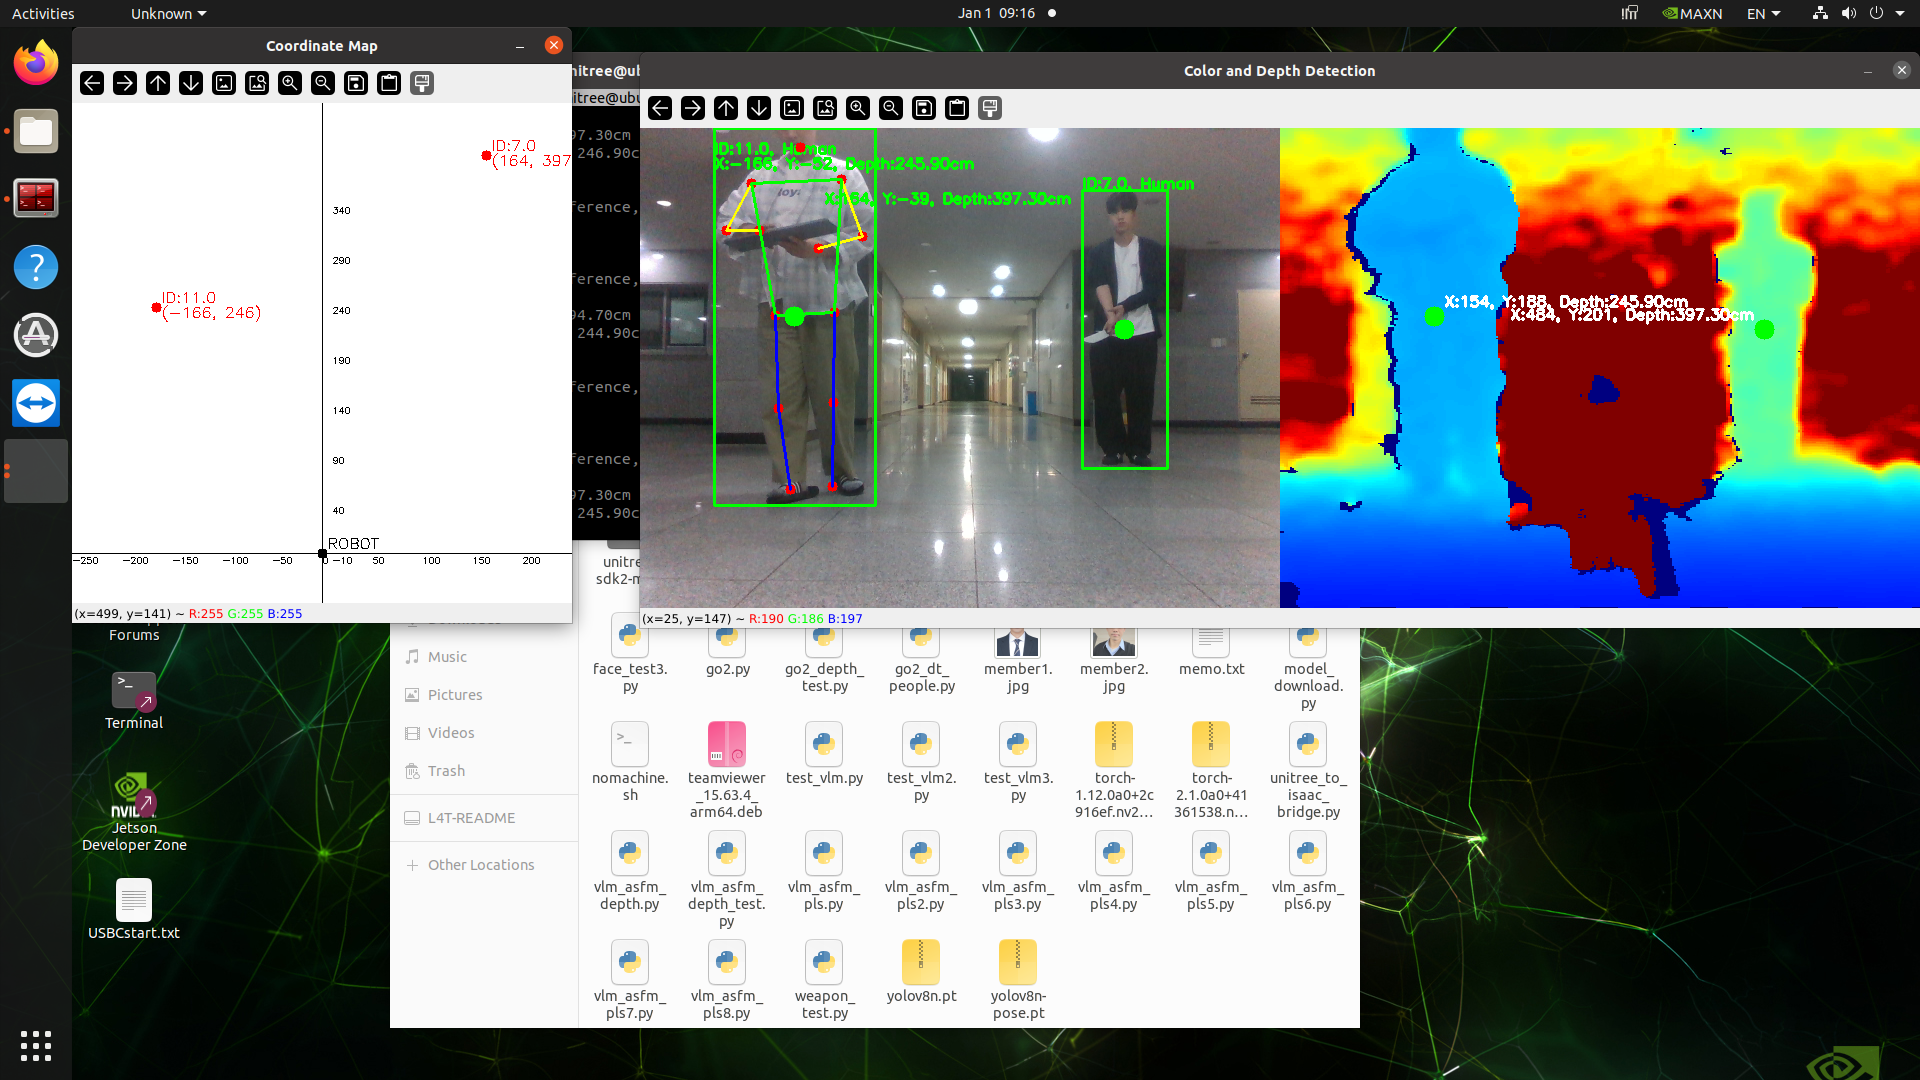 Activities
Unknown
Jan 1 09:16
MAXN
EN
Coordinate Map
ID:7.0
(164, 397
340
290
ID:11.0
(-166, 246)
240
190
140
90
40
ROBOT
-250 -200 -150 -100 -50 0 -10 50 100 150 200
(x=499, y=141) ~ R:255 G:255 B:255
nitree@ub
itree@ubu
97.30cm
246.90c
ference,
ference,
94.70cm
244.90c
ference,
ference,
97.30cm
245.90c
Color and Depth Detection
ID:11.0, Human
X:-166, Y:-52, Depth:245.90cm
ID:7.0, Human
X:164, Y:-39, Depth:397.30cm
Joy.
X:154, Y:188, Depth:245.90cm
X:484, Y:201, Depth:397.30cm
(x=25, y=147) ~ R:190 G:186 B:197
Forums
Terminal
Jetson
Developer Zone
USBCstart.txt
Music
Pictures
Videos
Trash
L4T-README
Other Locations
unitre
sdk2-m
face_test3.
py
go2.py
go2_depth_
test.py
go2_dt_
people.py
member1.
jpg
member2.
jpg
memo.txt
model_
download.
py
nomachine.
sh
teamviewer
_15.63.4_
arm64.deb
test_vlm.py
test_vlm2.
py
test_vlm3.
py
torch-
1.12.0a0+2c
916ef.nv2...
torch-
2.1.0a0+41
361538.n...
unitree_to_
isaac_
bridge.py
vlm_asfm_
depth.py
vlm_asfm_
depth_test.
py
vlm_asfm_
pls.py
vlm_asfm_
pls2.py
vlm_asfm_
pls3.py
vlm_asfm_
pls4.py
vlm_asfm_
pls5.py
vlm_asfm_
pls6.py
vlm_asfm_
pls7.py
vlm_asfm_
pls8.py
weapon_
test.py
yolov8n.pt
yolov8n-
pose.pt